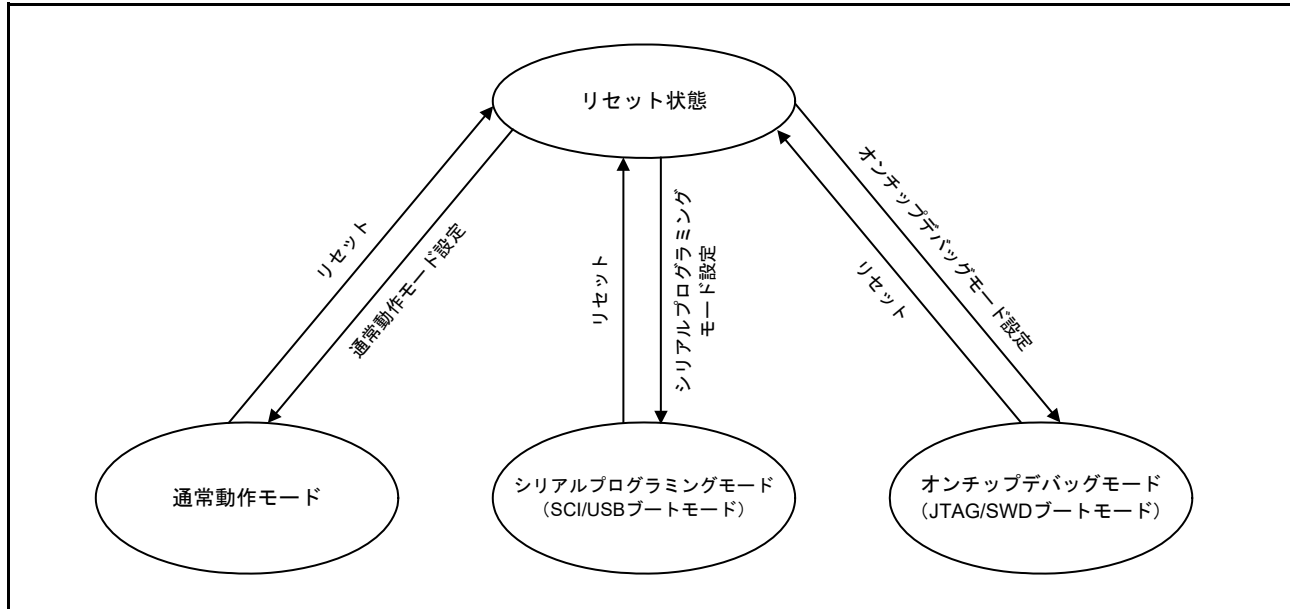 リセット状態
リセット
通常動作モード設定
リセット
シリアルプログラミング
モード設定
オンチップデバッグモード設定
リセット
通常動作モード
シリアルプログラミングモード
（SCI/USBブートモード）
オンチップデバッグモード
（JTAG/SWDブートモード）